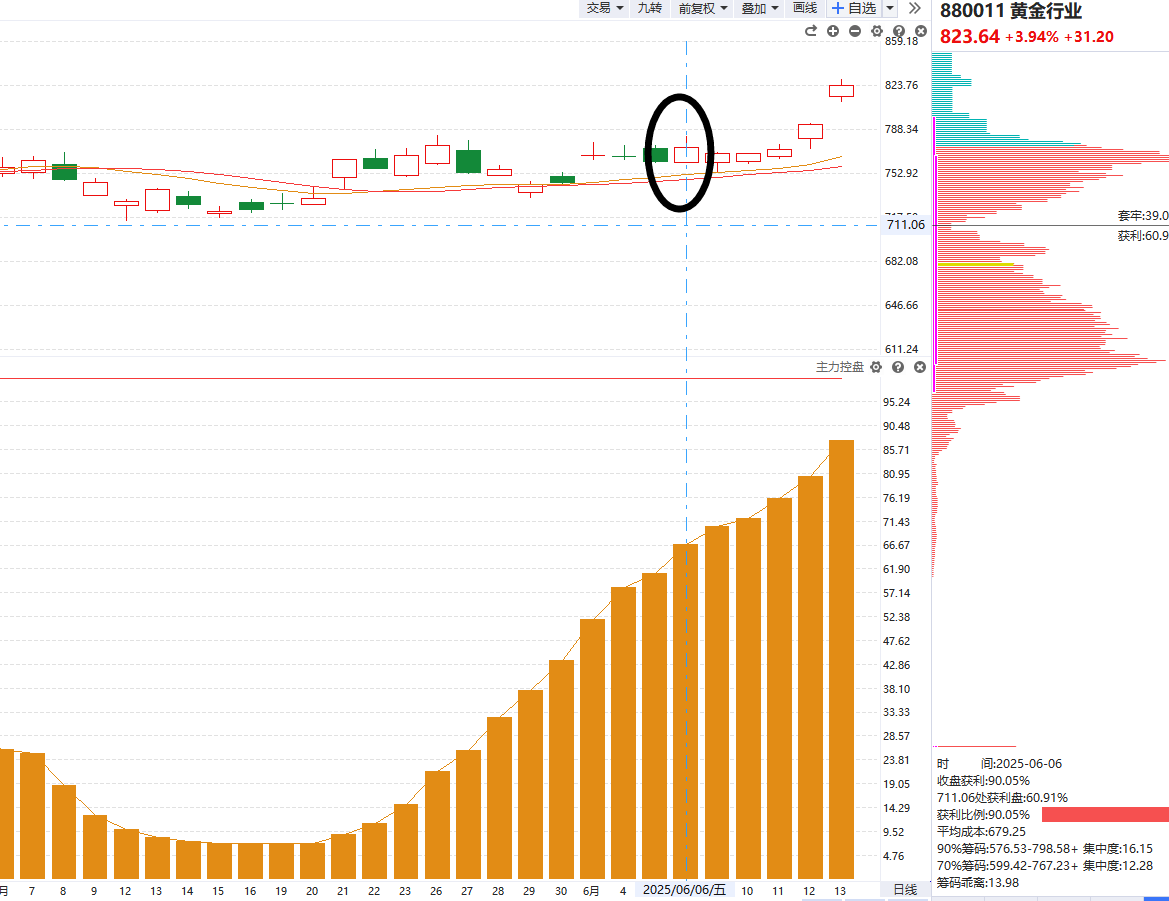 交易 九转 前复权 叠加 画线 十自选
880011 黄金行业
823.64 +3.94% +31.20
859.18
823.76
788.34
752.92
711.06
682.08
646.66
611.24
套牢:39.0
获利:60.9
主力控盘
95.24
90.48
85.71
80.95
76.19
71.43
66.67
61.90
57.14
52.38
47.62
42.86
38.10
33.33
28.57
23.81
19.05
14.29
9.52
4.76
时 间:2025-06-06
收盘获利:90.05%
711.06处获利盘:60.91%
获利比例:90.05%
平均成本:679.25
90%筹码:576.53-798.58+ 集中度:16.15
70%筹码:599.42-767.23+ 集中度:12.28
筹码乖离:13.98
月 7 8 9 12 13 14 15 16 19 20 21 22 23 26 27 28 29 30 6月 4 2025/06/06/五 10 11 12 13 日线